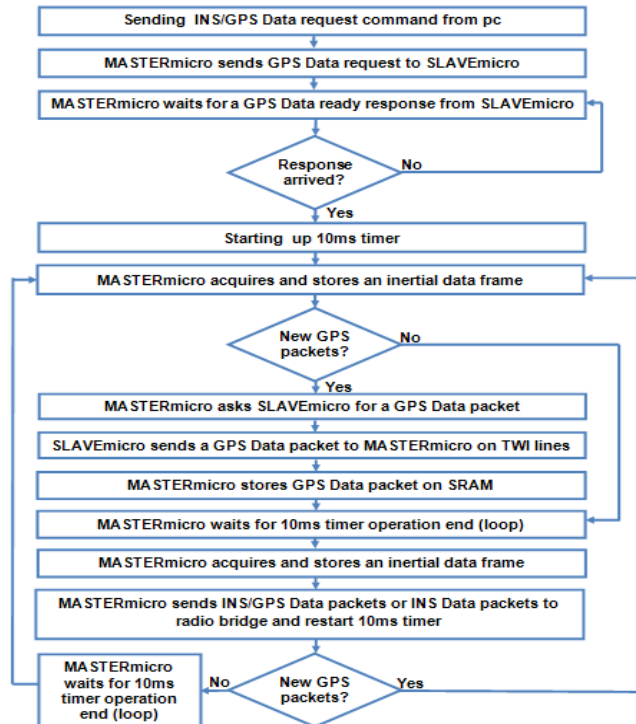 Sending INS/GPS Data request command from pc
MASTERmicro sends GPS Data request to SLAVEmicro
MASTERmicro waits for a GPS Data ready response from SLAVEmicro
Response
arrived?
No
Yes
Starting up 10ms timer
MASTERmicro acquires and stores an inertial data frame
New GPS
packets?
No
Yes
MASTERmicro asks SLAVEmicro for a GPS Data packet
SLAVEmicro sends a GPS Data packet to MASTERmicro on TWI lines
MASTERmicro stores GPS Data packet on SRAM
MASTERmicro waits for 10ms timer operation end (loop)
MASTERmicro acquires and stores an inertial data frame
MASTERmicro sends INS/GPS Data packets or INS Data packets to
radio bridge and restart 10ms timer
MASTERmicro
waits for 10ms
timer operation
end (loop)
No
New GPS
packets?
Yes